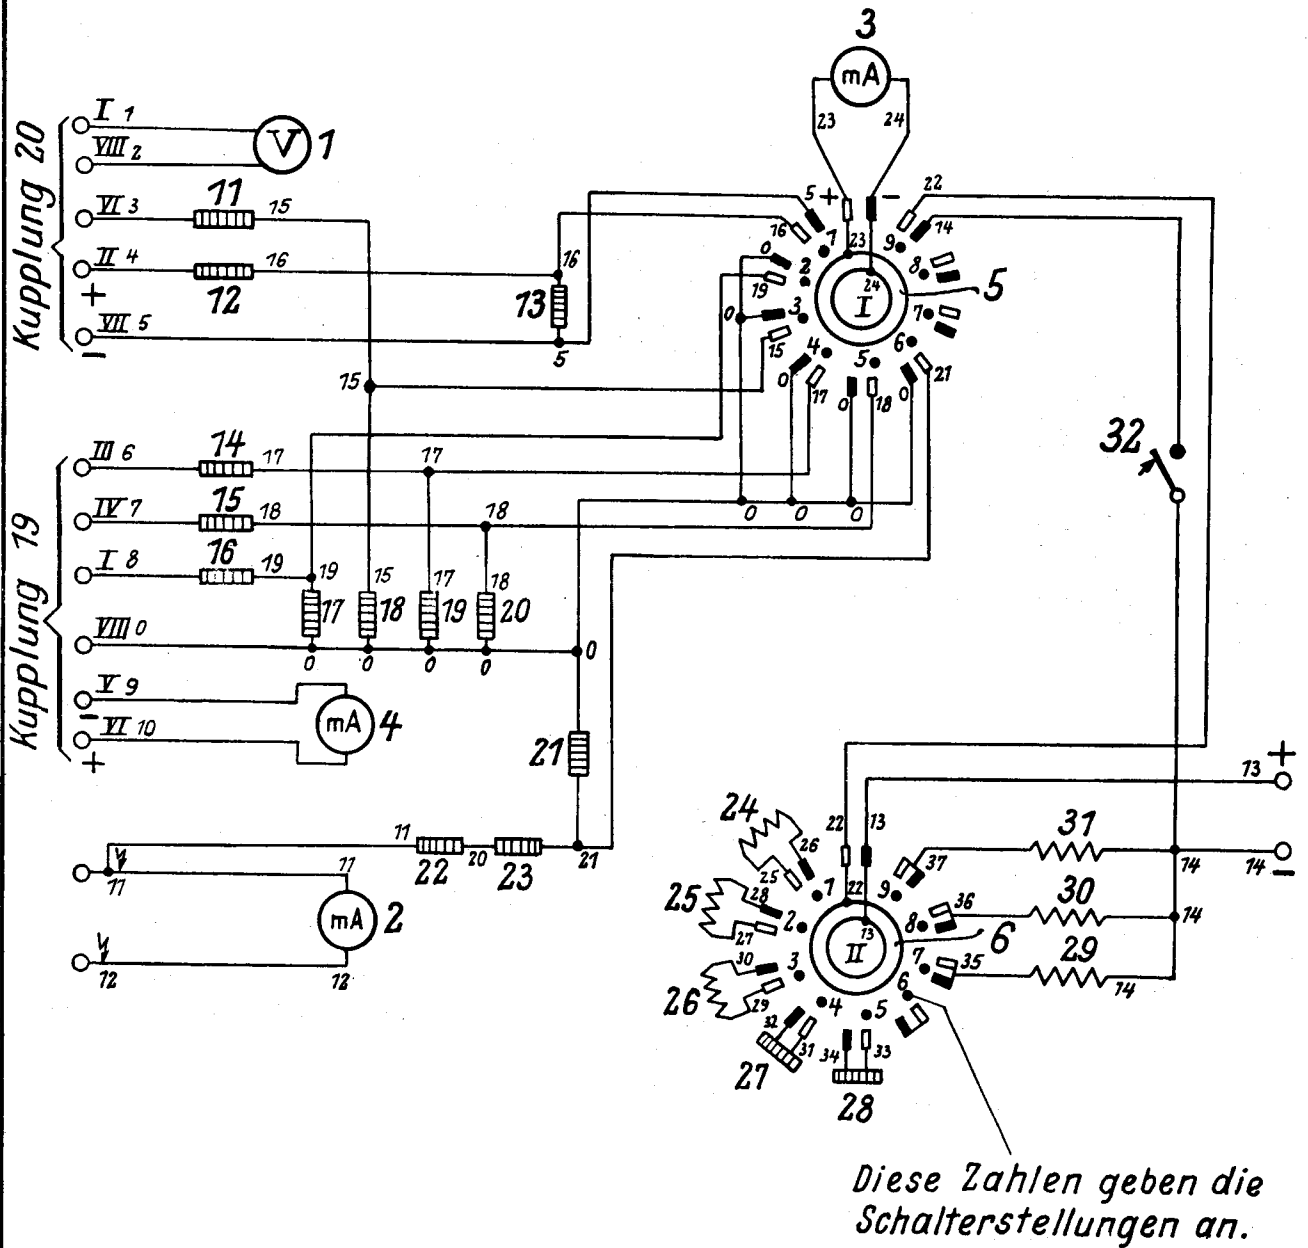 3
mA
23 24
Kupplung 20
I 1
VIII 2
V 1
VI 3
11
15
II 4
12
16
+
VII 5
−
16
13
5
15
5 + − 22
16 14
0 1 23 9
2 24 8
19 I 5
0 3 7
15 4 5 6
0 17 0 18 0 21
32
Kupplung 19
III 6
14
17
17
IV 7
15
18
18
I 8
16
19
19
15 17 18
17 18 19 20
VIII 0
0 0 0 0 0
0 0 0
V 9
−
VI 10
+
mA 4
21
21
11 22 20 23
11 11
mA 2
12 12
13 +
14 −
22 13
24
26
25 1 22 9 37
31
14
25
28
27 2 13 8 36
30
14
II 6
26
30
29 3 7 35
29
14
32 31 4 5 6
34 33
27
28
Diese Zahlen geben die
Schalterstellungen an.